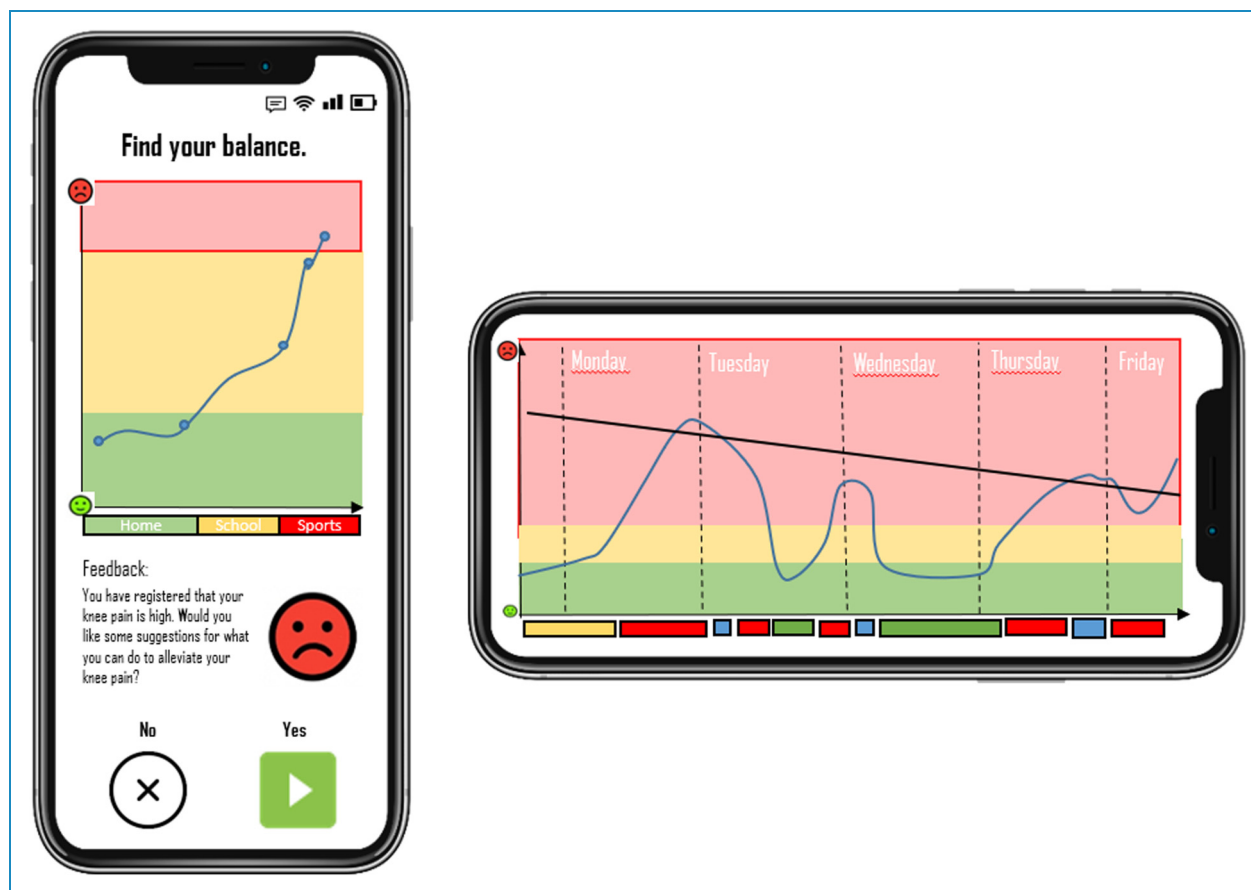 Find your balance.
Home School Sports
Feedback:
You have registered that your
knee pain is high. Would you
like some suggestions for what
you can do to alleviate your
knee pain?
No Yes
Monday Tuesday Wednesday Thursday Friday